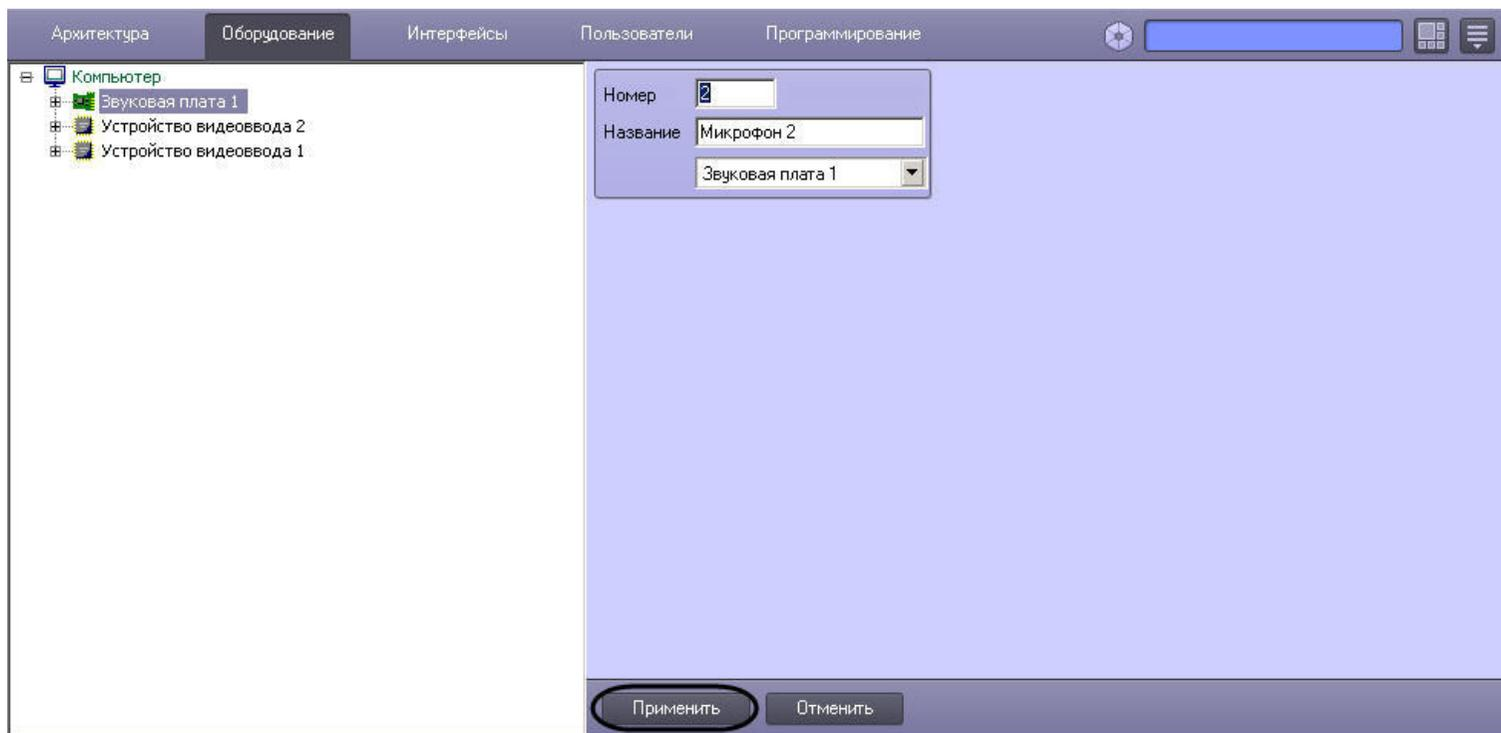 Архитектура Оборудование Интерфейсы Пользователи Программирование
Компьютер
Звуковая плата 1
Устройство видеоввода 2
Устройство видеоввода 1
Номер 2
Название Микрофон 2
Звуковая плата 1
Применить Отменить